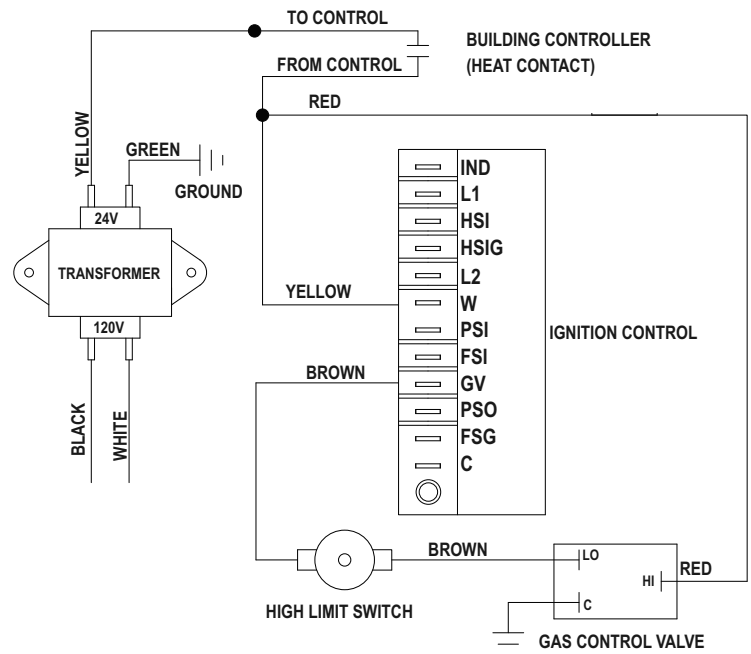 TO CONTROL
BUILDING CONTROLLER
(HEAT CONTACT)
FROM CONTROL
RED
YELLOW
GREEN
GROUND
24V
TRANSFORMER
120V
BLACK
WHITE
IND
L1
HSI
HSIG
L2
YELLOW
W
PSI
IGNITION CONTROL
FSI
BROWN
GV
PSO
FSG
C
BROWN
LO
RED
HI
C
HIGH LIMIT SWITCH
GAS CONTROL VALVE